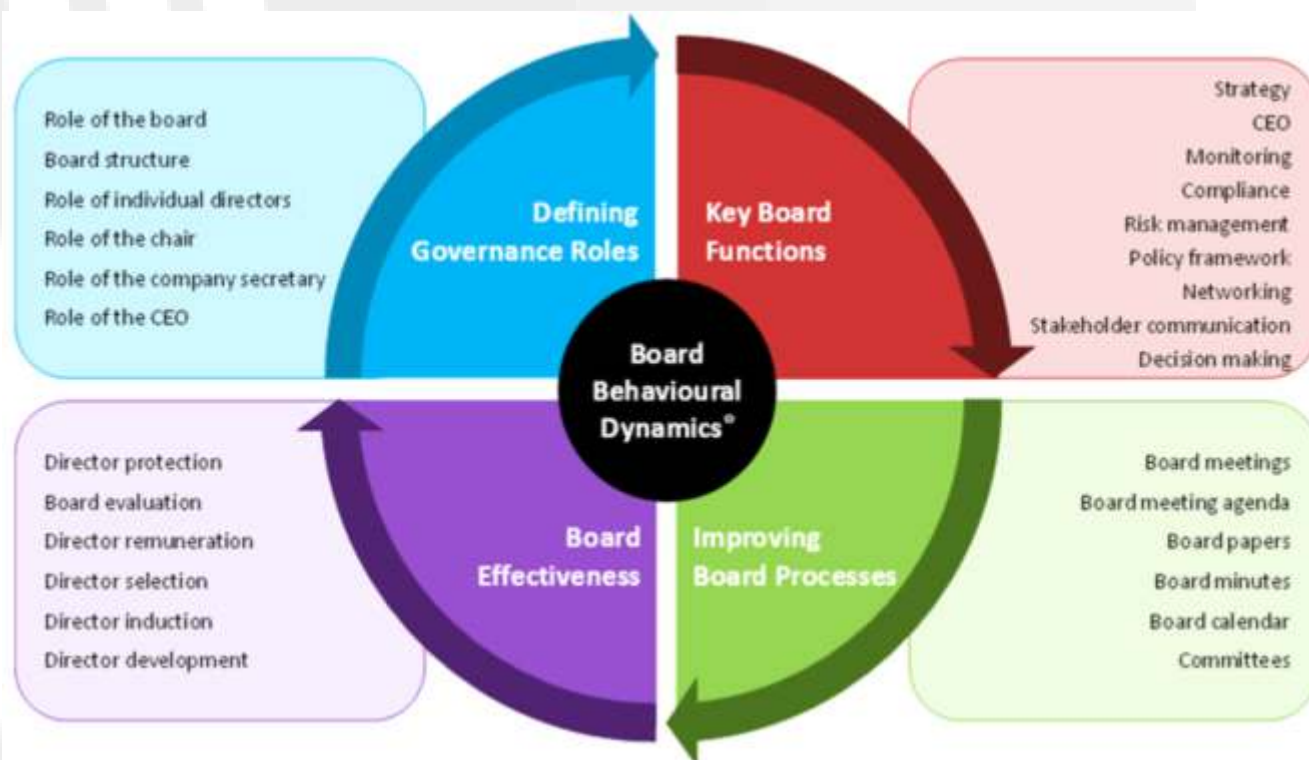 Role of the board
Board structure
Role of individual directors
Role of the chair
Role of the company secretary
Role of the CEO
Defining
Governance Roles
Key Board
Functions
Strategy
CEO
Monitoring
Compliance
Risk management
Policy framework
Networking
Stakeholder communication
Decision making
Board
Behavioural
Dynamics®
Director protection
Board evaluation
Director remuneration
Director selection
Director induction
Director development
Board
Effectiveness
Improving
Board Processes
Board meetings
Board meeting agenda
Board papers
Board minutes
Board calendar
Committees